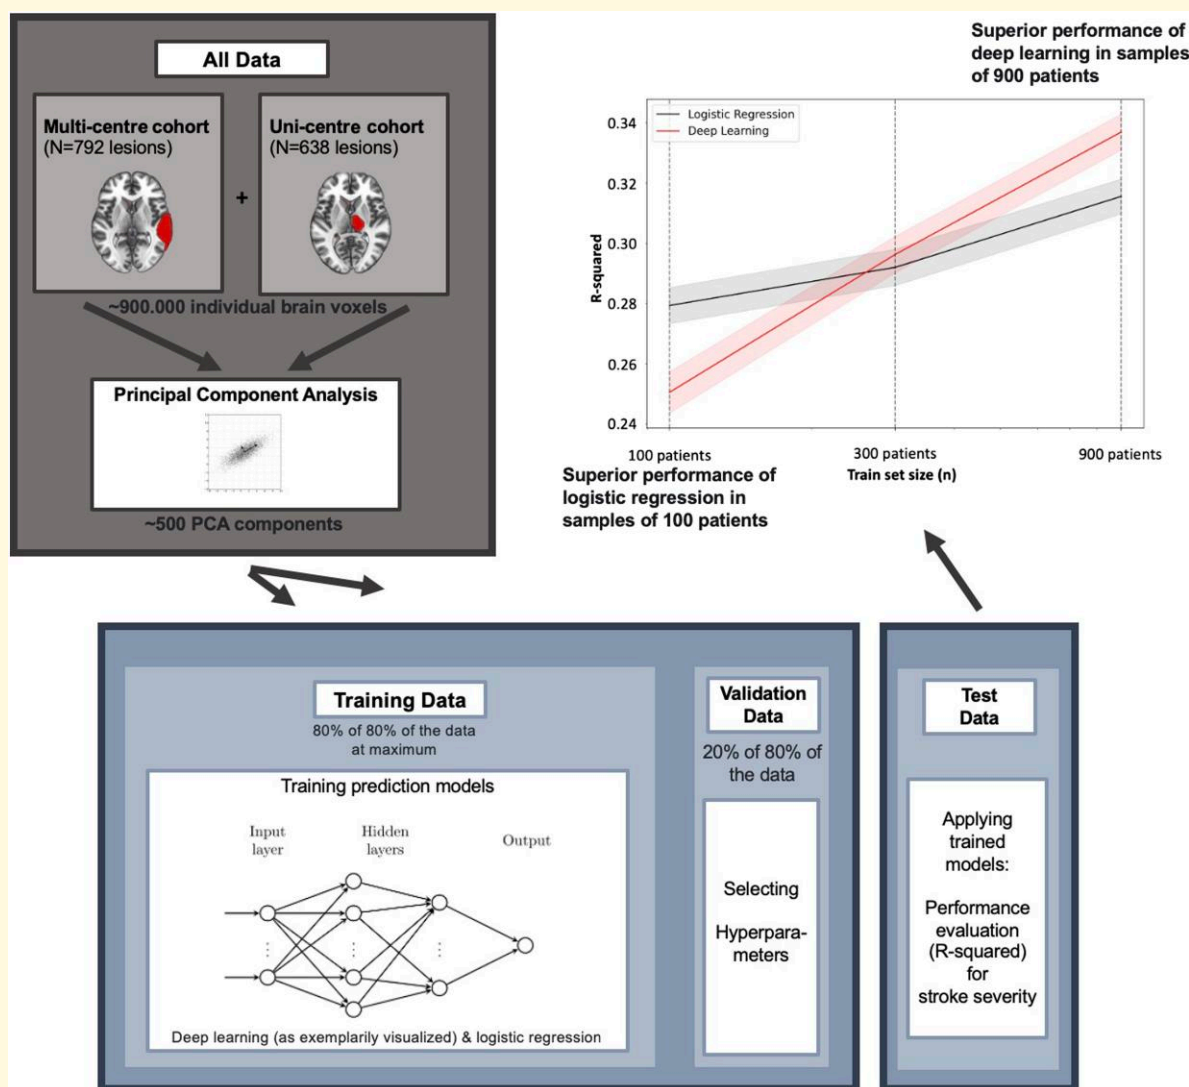 All Data
Multi-centre cohort
(N=792 lesions)
+
Uni-centre cohort
(N=638 lesions)
~900.000 individual brain voxels
Principal Component Analysis
~500 PCA components
Superior performance of
deep learning in samples
of 900 patients
Logistic Regression
Deep Learning
0.34
0.32
0.30
0.28
0.26
0.24
R-squared
100 patients
300 patients
900 patients
Train set size (n)
Superior performance of
logistic regression in
samples of 100 patients
Training Data
80% of 80% of the data
at maximum
Training prediction models
Input
layer
Hidden
layers
Output
Deep learning (as exemplarily visualized) & logistic regression
Validation
Data
20% of 80% of
the data
Selecting
Hyperpara-
meters
Test
Data
Applying
trained
models:
Performance
evaluation
(R-squared)
for
stroke severity